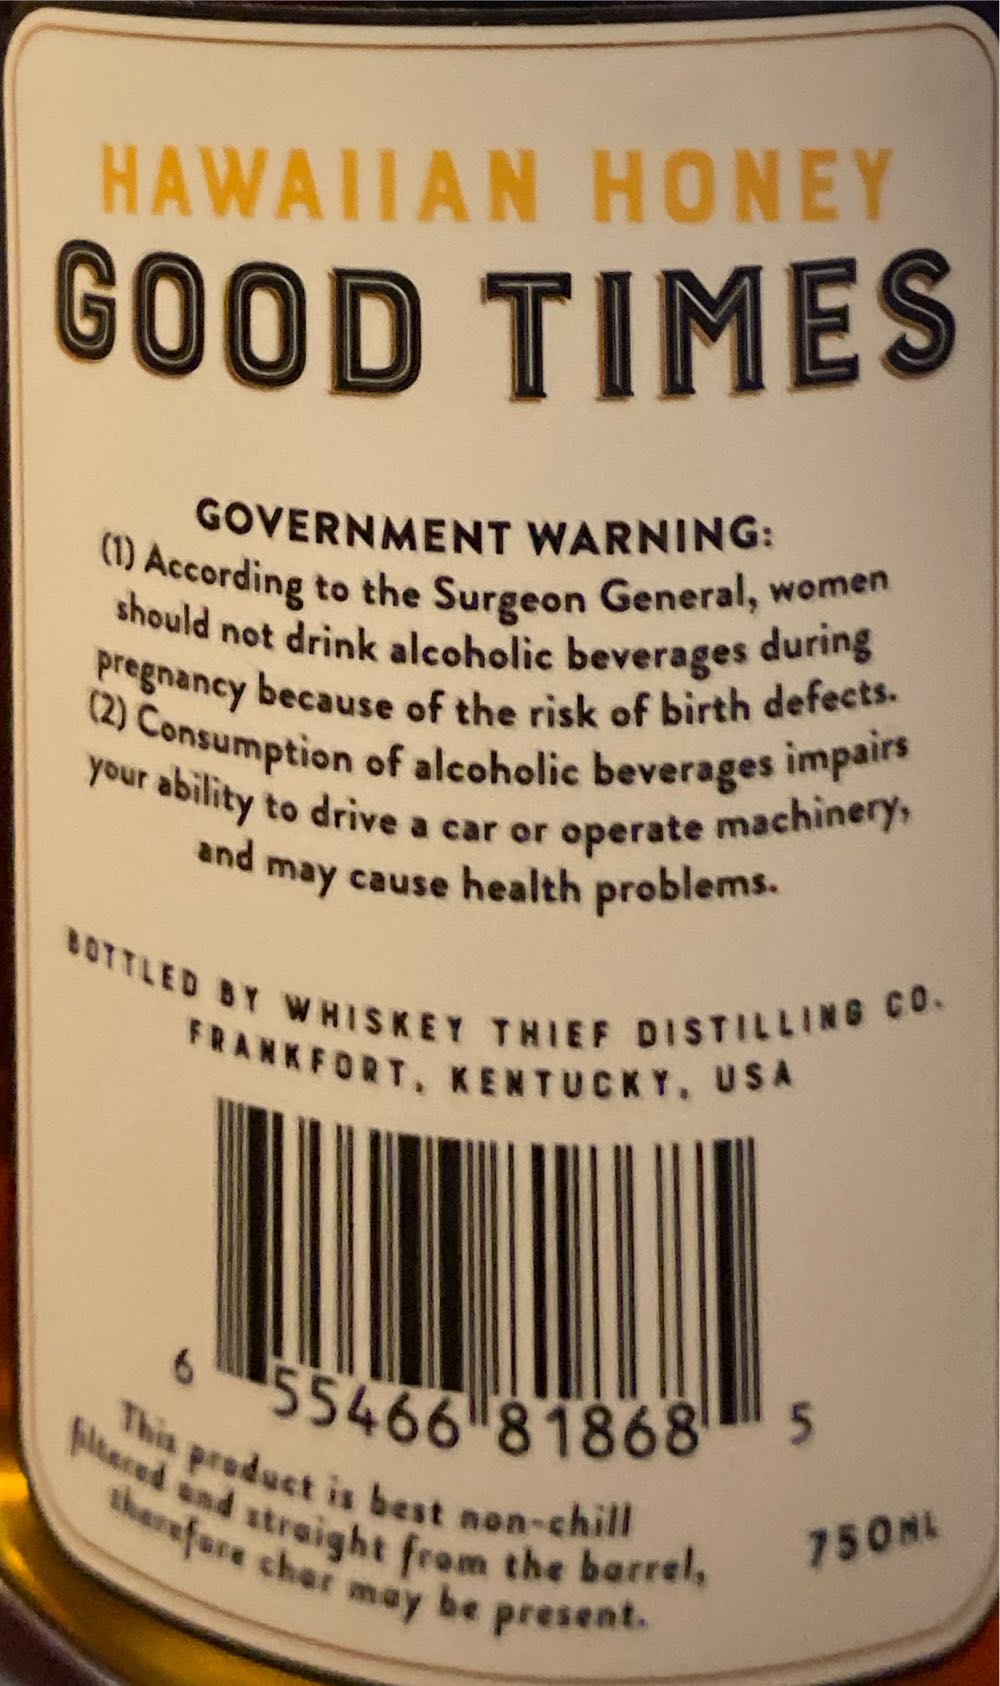 HAWAIIAN HONEY
GOOD TIMES
GOVERNMENT WARNING:
(1) According to the Surgeon General, women
should not drink alcoholic beverages during
pregnancy because of the risk of birth defects.
(2) Consumption of alcoholic beverages impairs
your ability to drive a car or operate machinery,
and may cause health problems.
BOTTLED BY WHISKEY THIEF DISTILLING CO.
FRANKFORT, KENTUCKY, USA
6 55466 81868 5
This product is best non-chill
filtered and straight from the barrel,
therefore char may be present.
750ML